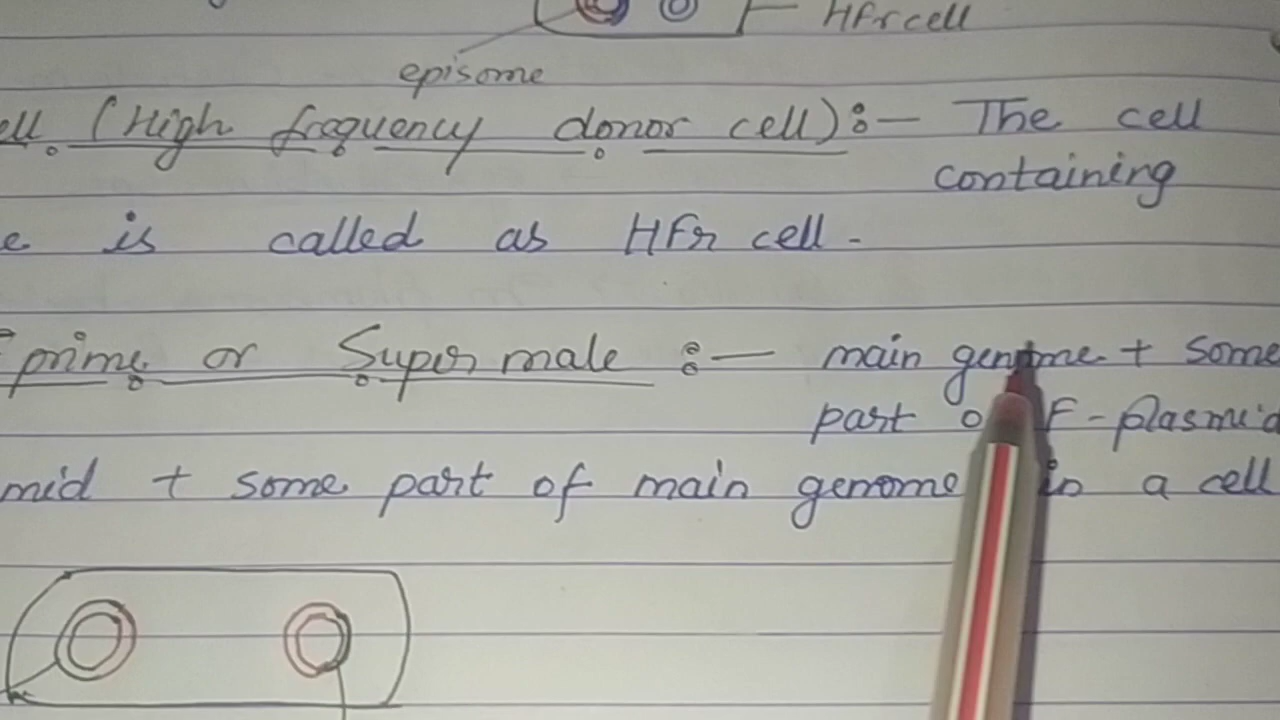 HFr cell
episome
ell (High frequency donor cell):— The cell
containing
e is called as HFr cell.
prime or Super male :— main genome + some
part of F-plasmid
mid + some part of main genome in a cell